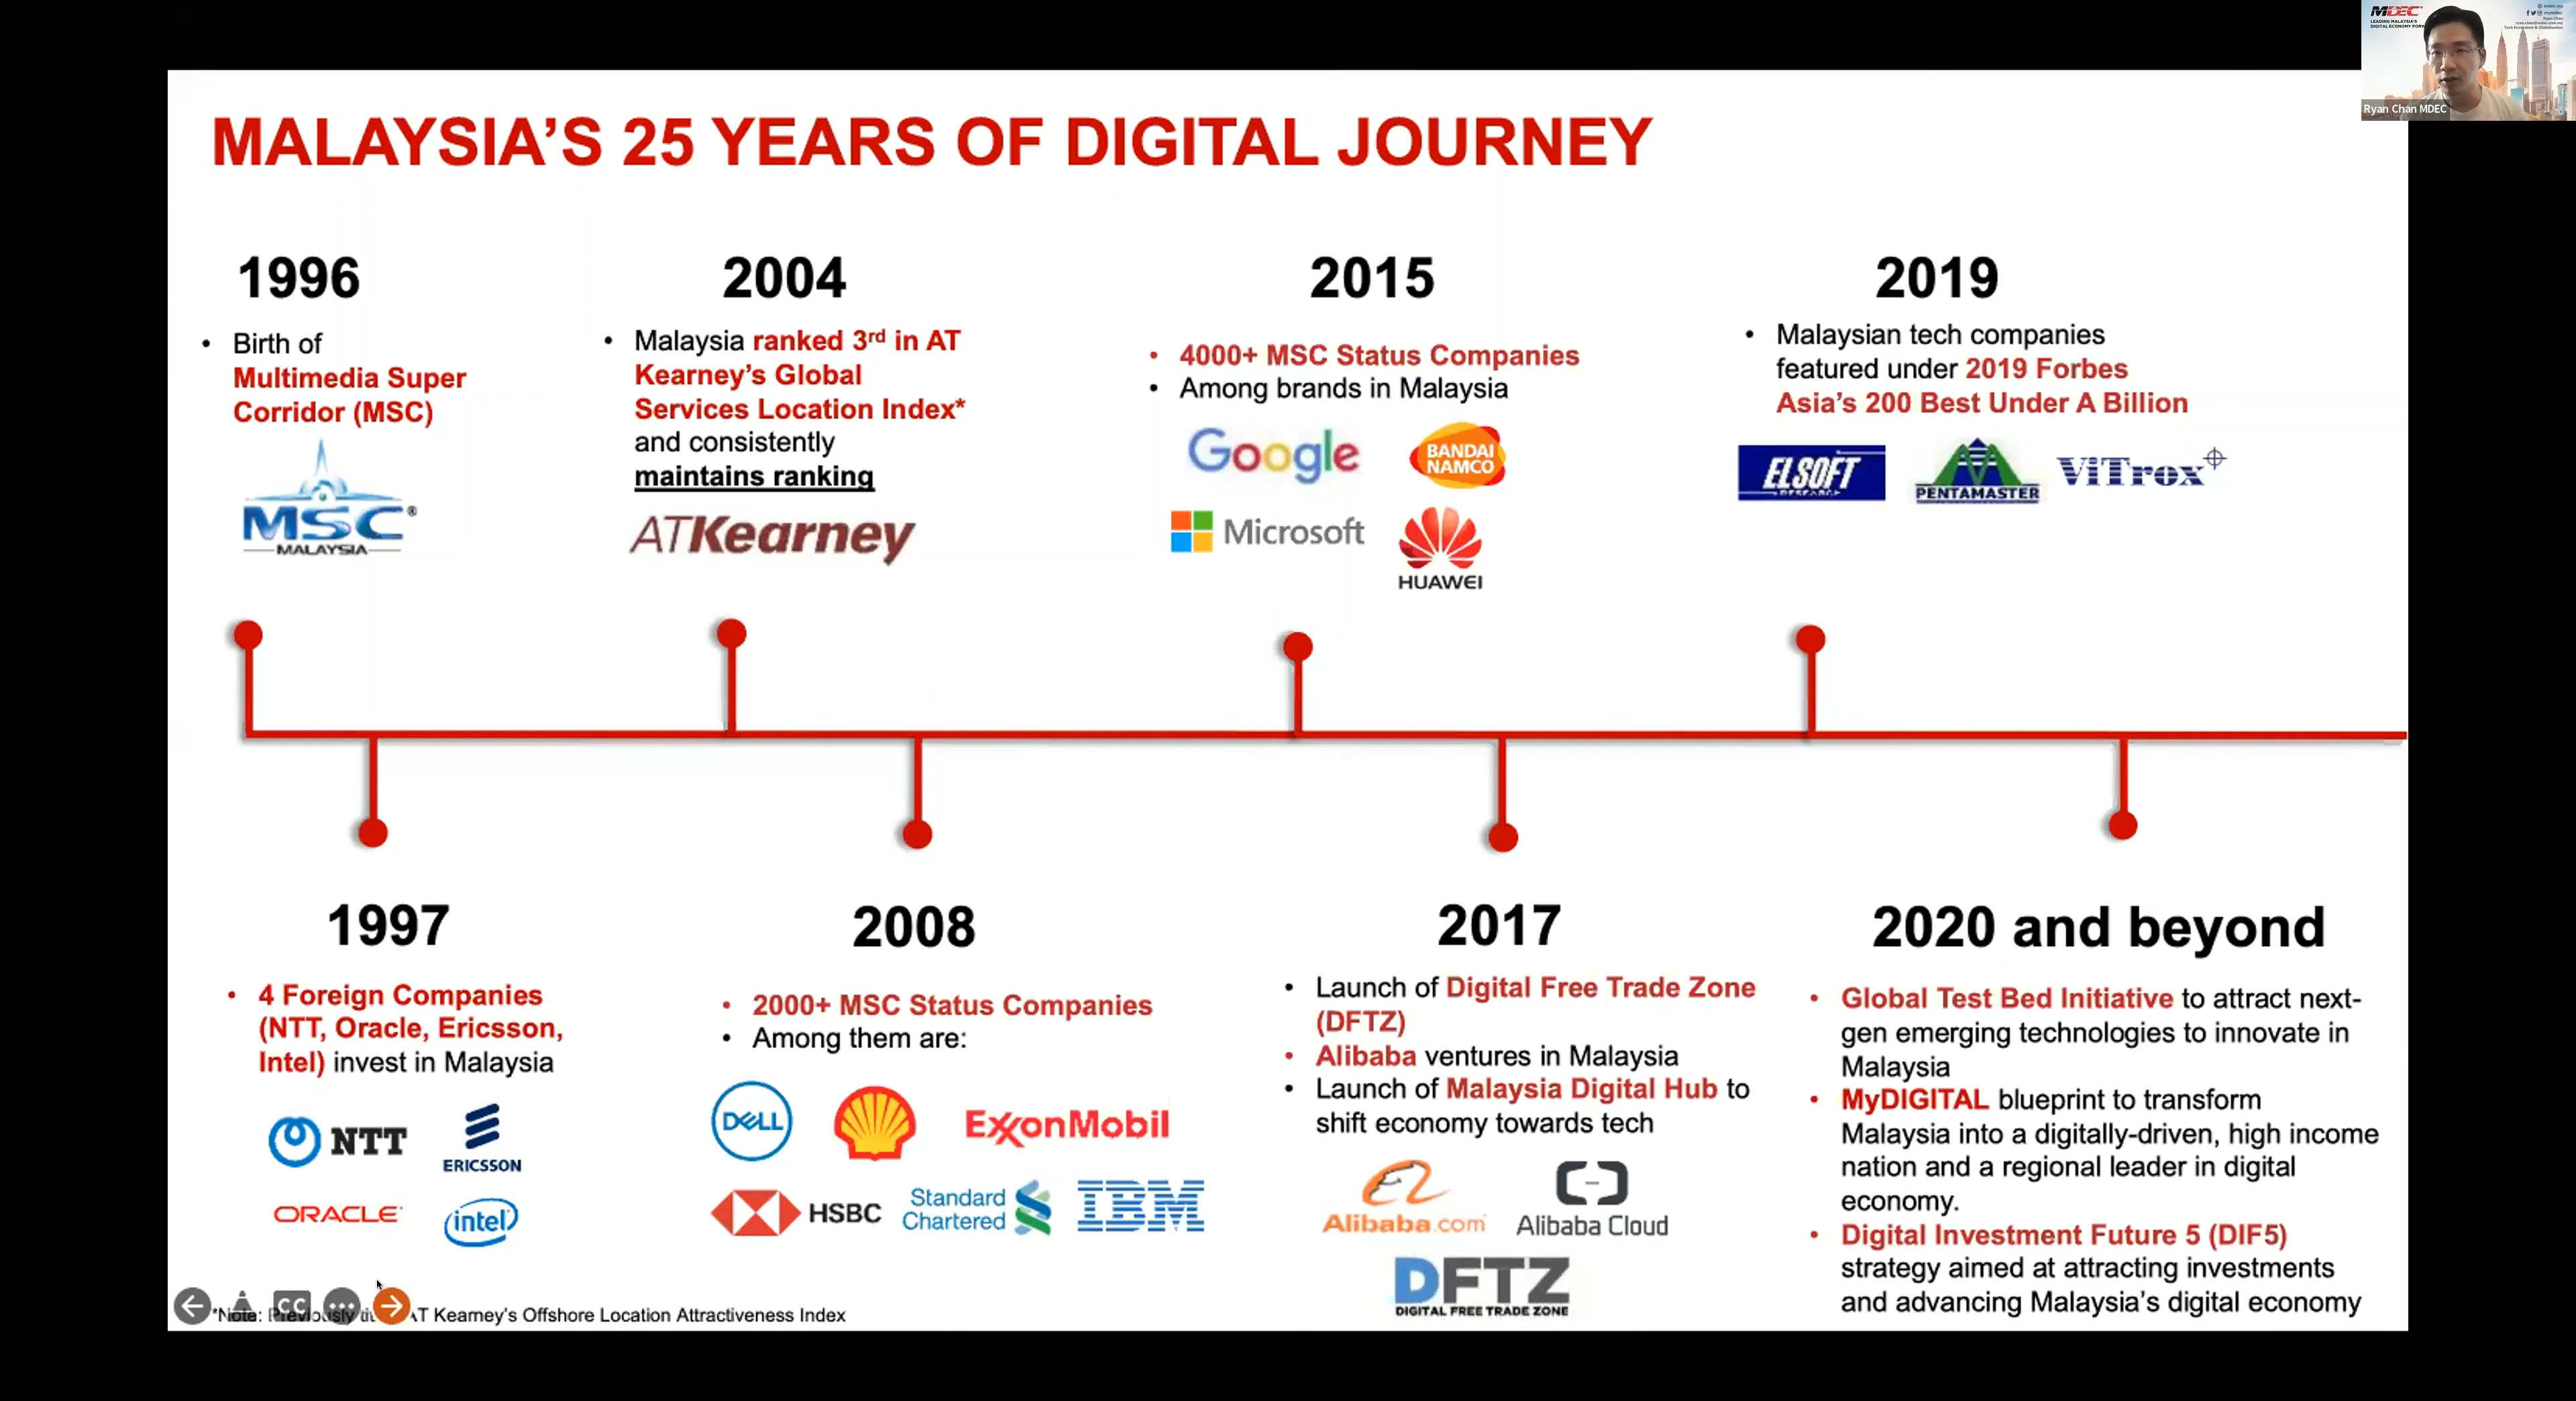 MALAYSIA'S 25 YEARS OF DIGITAL JOURNEY
1996
• Birth of
Multimedia Super
Corridor (MSC)
MSC®
MALAYSIA
2004
• Malaysia ranked 3rd in AT
Kearney's Global
Services Location Index*
and consistently
maintains ranking
ATKearney
2015
• 4000+ MSC Status Companies
• Among brands in Malaysia
Google
BANDAI
NAMCO
Microsoft
HUAWEI
2019
• Malaysian tech companies
featured under 2019 Forbes
Asia's 200 Best Under A Billion
ELSOFT
RESEARCH
PENTAMASTER
ViTrox
1997
• 4 Foreign Companies
(NTT, Oracle, Ericsson,
Intel) invest in Malaysia
NTT
ERICSSON
ORACLE
intel
2008
• 2000+ MSC Status Companies
• Among them are:
DELL
ExxonMobil
HSBC
Standard
Chartered
IBM
2017
• Launch of Digital Free Trade Zone
(DFTZ)
• Alibaba ventures in Malaysia
• Launch of Malaysia Digital Hub to
shift economy towards tech
Alibaba.com
Alibaba Cloud
DFTZ
DIGITAL FREE TRADE ZONE
2020 and beyond
• Global Test Bed Initiative to attract next-
gen emerging technologies to innovate in
Malaysia
• MyDIGITAL blueprint to transform
Malaysia into a digitally-driven, high income
nation and a regional leader in digital
economy.
• Digital Investment Future 5 (DIF5)
strategy aimed at attracting investments
and advancing Malaysia's digital economy
CC
*Note: Previously AT Kearney's Offshore Location Attractiveness Index
MDEC
LEADING MALAYSIA'S
DIGITAL ECONOMY
Ryan Chan MDEC